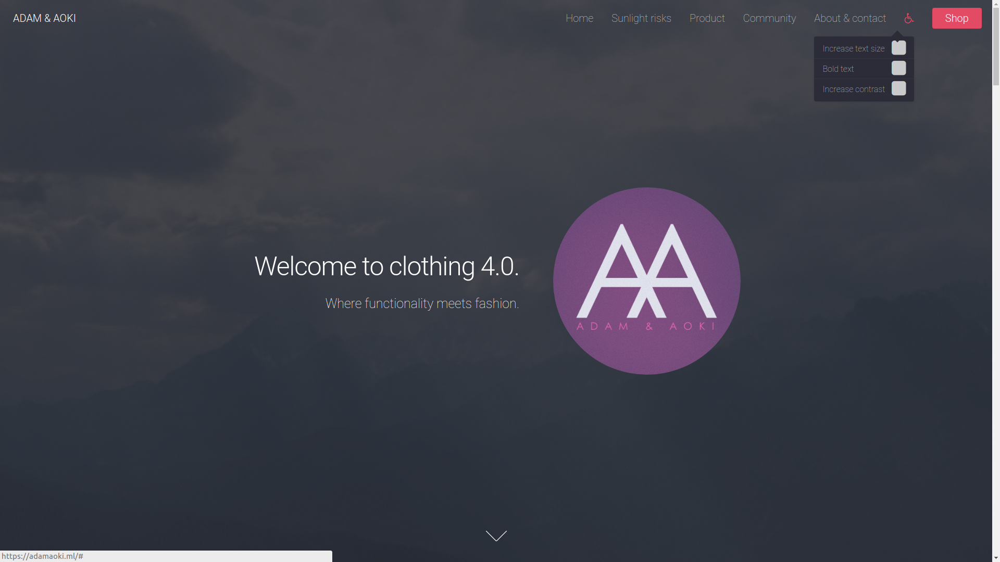 ADAM & AOKI
Home
Sunlight risks
Product
Community
About & contact
Shop
Increase text size
Bold text
Increase contrast
Welcome to clothing 4.0.
Where functionality meets fashion.
AA
ADAM & AOKI
https://adamaoki.ml/#